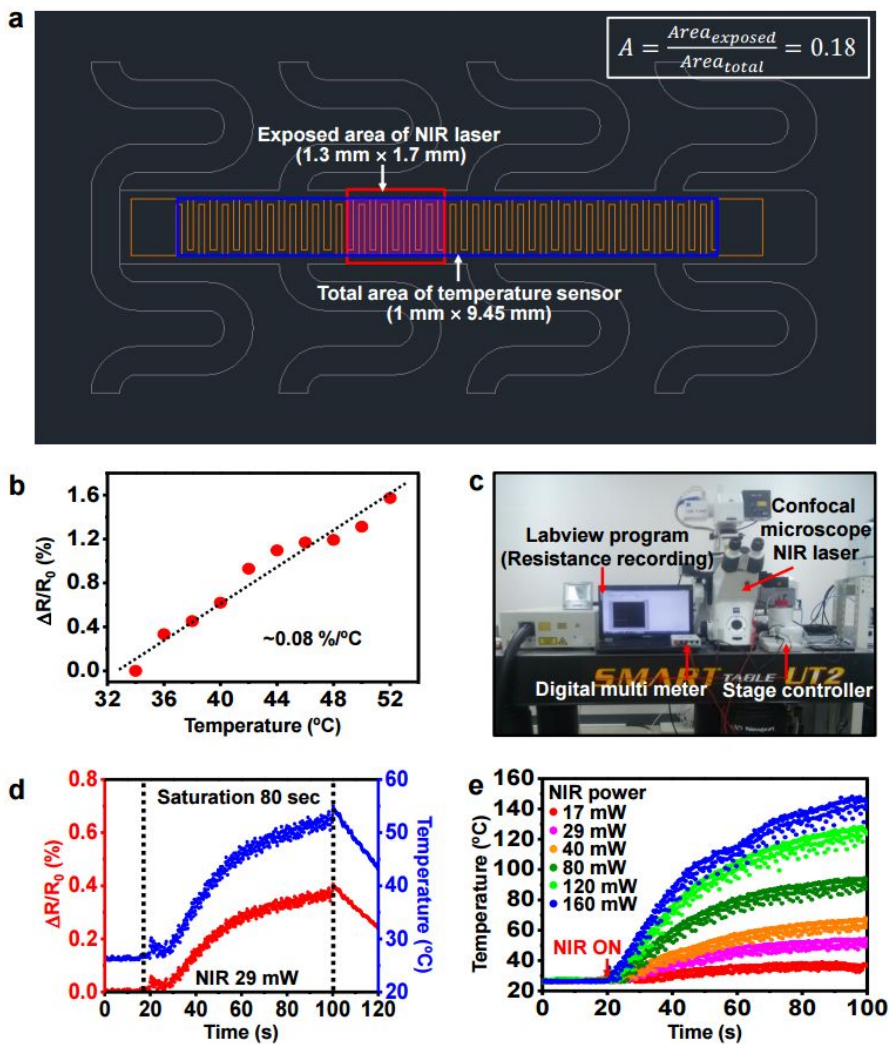 a
A = Area_exposed / Area_total = 0.18
Exposed area of NIR laser
(1.3 mm × 1.7 mm)
Total area of temperature sensor
(1 mm × 9.45 mm)
b
ΔR/R0 (%)
1.6
1.2
0.8
0.4
0.0
~0.08 %/ºC
32 36 40 44 48 52
Temperature (ºC)
c
Labview program
(Resistance recording)
Confocal
microscope
NIR laser
SMART TABLE UT2
Digital multi meter
Stage controller
d
ΔR/R0 (%)
0.8
0.6
0.4
0.2
0.0
Saturation 80 sec
NIR 29 mW
60
50
40
30
20
Temperature (ºC)
0 20 40 60 80 100 120
Time (s)
e
Temperature (ºC)
160
140
120
100
80
60
40
20
NIR power
17 mW
29 mW
40 mW
80 mW
120 mW
160 mW
NIR ON
0 20 40 60 80 100
Time (s)